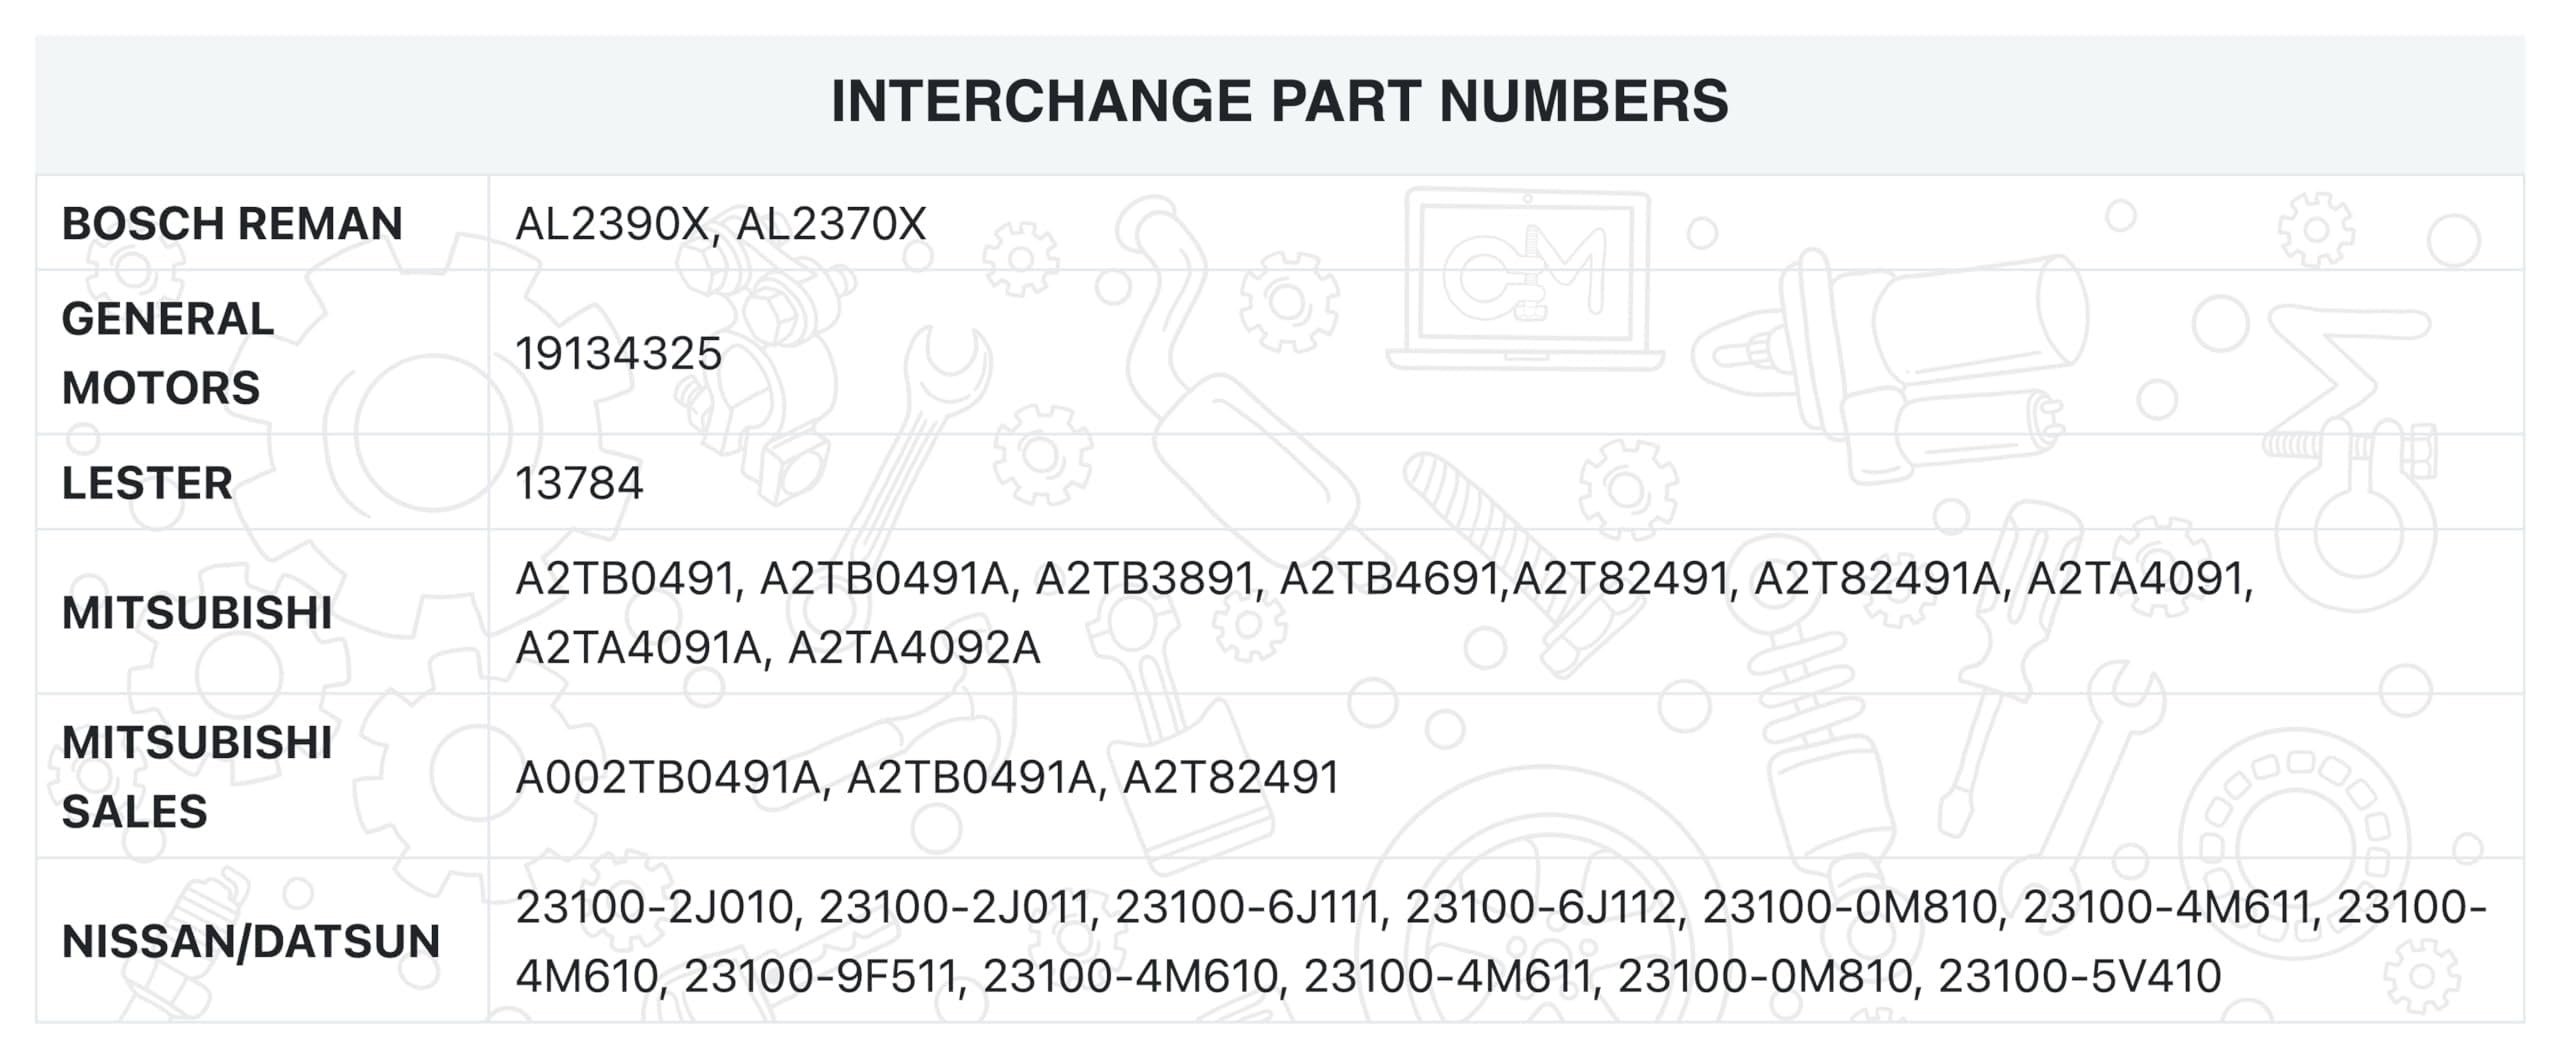 INTERCHANGE PART NUMBERS
BOSCH REMAN
AL2390X, AL2370X
GENERAL
MOTORS
19134325
LESTER
13784
MITSUBISHI
A2TB0491, A2TB0491A, A2TB3891, A2TB4691,A2T82491, A2T82491A, A2TA4091,
A2TA4091A, A2TA4092A
MITSUBISHI
SALES
A002TB0491A, A2TB0491A, A2T82491
NISSAN/DATSUN
23100-2J010, 23100-2J011, 23100-6J111, 23100-6J112, 23100-0M810, 23100-4M611, 23100-
4M610, 23100-9F511, 23100-4M610, 23100-4M611, 23100-0M810, 23100-5V410